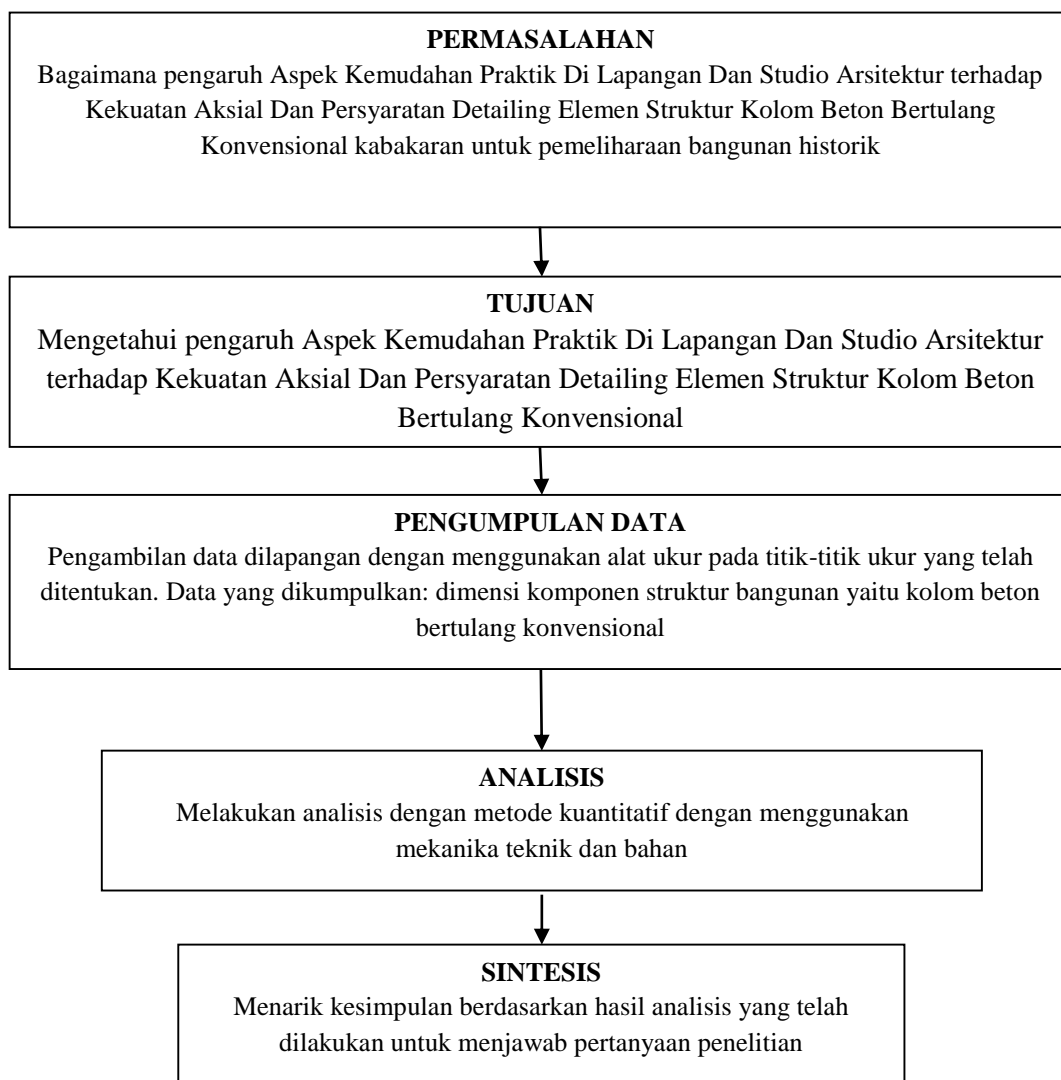 PERMASALAHAN
Bagaimana pengaruh Aspek Kemudahan Praktik Di Lapangan Dan Studio Arsitektur terhadap
Kekuatan Aksial Dan Persyaratan Detailing Elemen Struktur Kolom Beton Bertulang
Konvensional kabakaran untuk pemeliharaan bangunan historik
TUJUAN
Mengetahui pengaruh Aspek Kemudahan Praktik Di Lapangan Dan Studio Arsitektur
terhadap Kekuatan Aksial Dan Persyaratan Detailing Elemen Struktur Kolom Beton
Bertulang Konvensional
PENGUMPULAN DATA
Pengambilan data dilapangan dengan menggunakan alat ukur pada titik-titik ukur yang telah
ditentukan. Data yang dikumpulkan: dimensi komponen struktur bangunan yaitu kolom beton
bertulang konvensional
ANALISIS
Melakukan analisis dengan metode kuantitatif dengan menggunakan
mekanika teknik dan bahan
SINTESIS
Menarik kesimpulan berdasarkan hasil analisis yang telah
dilakukan untuk menjawab pertanyaan penelitian